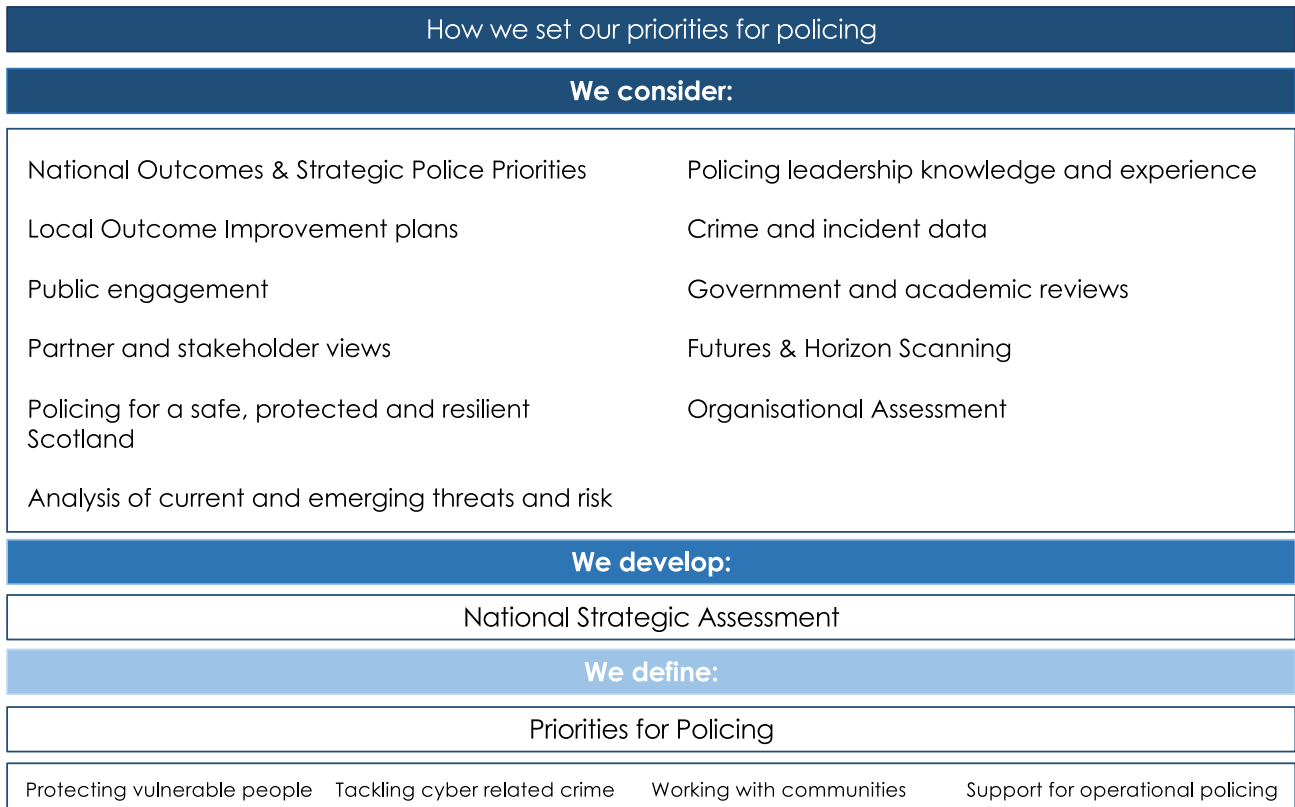 How we set our priorities for policing
We consider:
National Outcomes & Strategic Police Priorities
Local Outcome Improvement plans
Public engagement
Partner and stakeholder views
Policing for a safe, protected and resilient
Scotland
Analysis of current and emerging threats and risk
Policing leadership knowledge and experience
Crime and incident data
Government and academic reviews
Futures & Horizon Scanning
Organisational Assessment
We develop:
National Strategic Assessment
We define:
Priorities for Policing
Protecting vulnerable people
Tackling cyber related crime
Working with communities
Support for operational policing